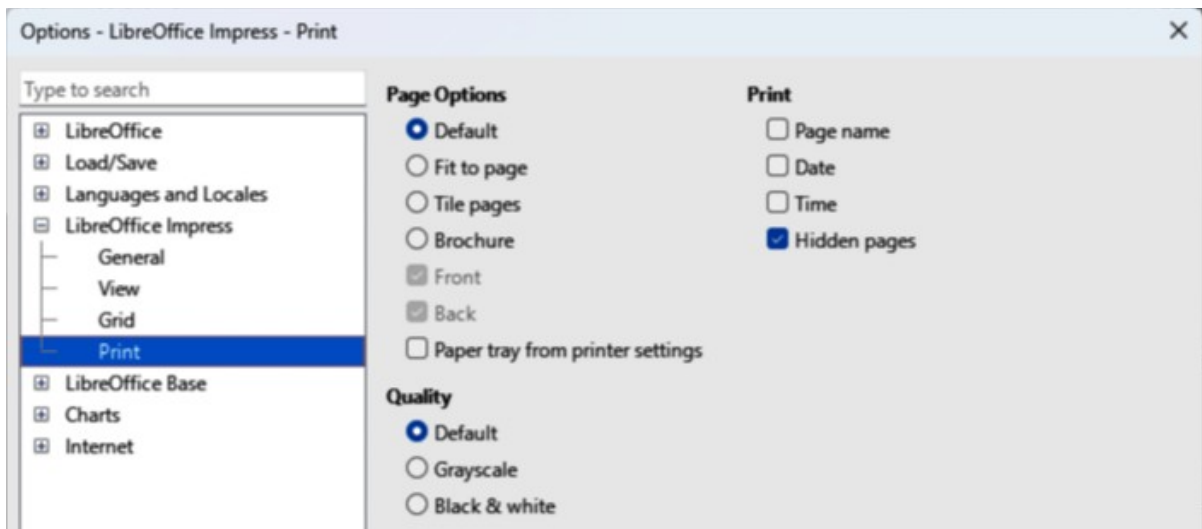 Options - LibreOffice Impress - Print
Type to search
LibreOffice
Load/Save
Languages and Locales
LibreOffice Impress
General
View
Grid
Print
LibreOffice Base
Charts
Internet
Page Options
Default
Fit to page
Tile pages
Brochure
Front
Back
Paper tray from printer settings
Quality
Default
Grayscale
Black & white
Print
Page name
Date
Time
Hidden pages